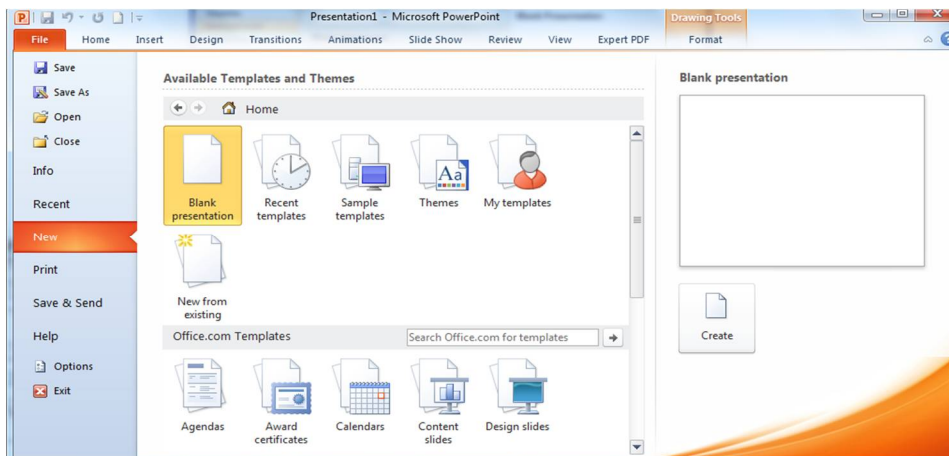 Presentation1 - Microsoft PowerPoint
Drawing Tools
File Home Insert Design Transitions Animations Slide Show Review View Expert PDF Format
Save
Save As
Open
Close
Info
Recent
New
Print
Save & Send
Help
Options
Exit
Available Templates and Themes
Home
Blank presentation
Recent templates
Sample templates
Themes
My templates
New from existing
Office.com Templates
Search Office.com for templates
Agendas
Award certificates
Calendars
Content slides
Design slides
Blank presentation
Create